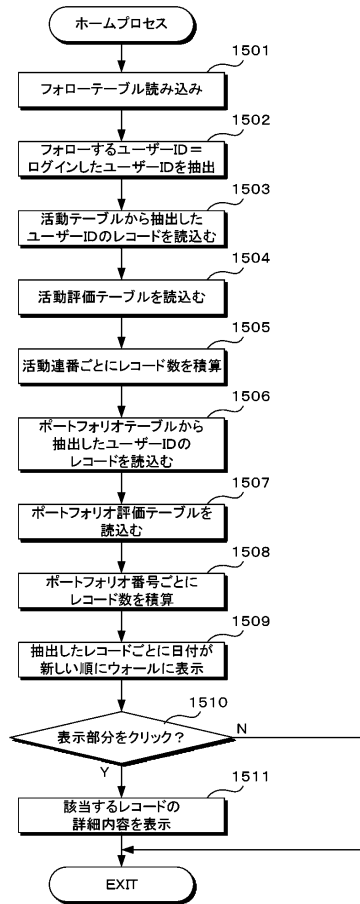 ホームプロセス
1501
フォローテーブル読み込み
1502
フォローするユーザーID＝
ログインしたユーザーIDを抽出
1503
活動テーブルから抽出した
ユーザーIDのレコードを読込む
1504
活動評価テーブルを読込む
1505
活動連番ごとにレコード数を積算
1506
ポートフォリオテーブルから
抽出したユーザーIDの
レコードを読込む
1507
ポートフォリオ評価テーブルを
読込む
1508
ポートフォリオ番号ごとに
レコード数を積算
1509
抽出したレコードごとに日付が
新しい順にウォールに表示
1510
表示部分をクリック？
N
Y
1511
該当するレコードの
詳細内容を表示
EXIT